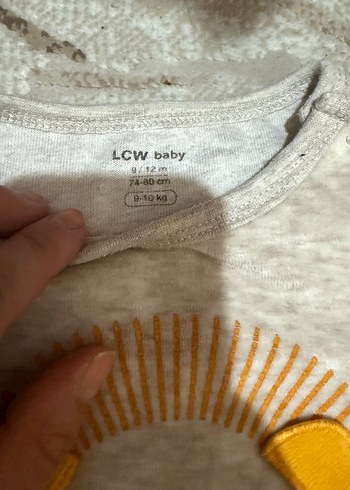 LCW baby
9 / 12 m
74-80 cm
9-10 kg